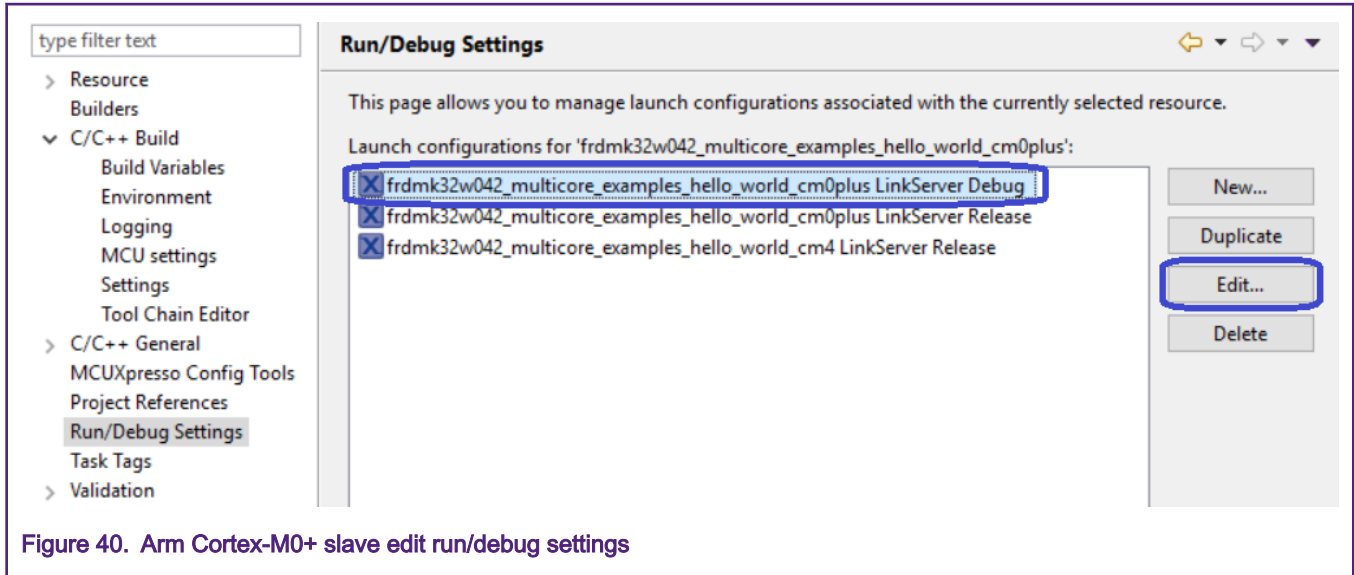 type filter text
Resource
Builders
C/C++ Build
Build Variables
Environment
Logging
MCU settings
Settings
Tool Chain Editor
C/C++ General
MCUXpresso Config Tools
Project References
Run/Debug Settings
Task Tags
Validation
Run/Debug Settings
This page allows you to manage launch configurations associated with the currently selected resource.
Launch configurations for 'frdmk32w042_multicore_examples_hello_world_cm0plus':
frdmk32w042_multicore_examples_hello_world_cm0plus LinkServer Debug
frdmk32w042_multicore_examples_hello_world_cm0plus LinkServer Release
frdmk32w042_multicore_examples_hello_world_cm4 LinkServer Release
New...
Duplicate
Edit...
Delete
Figure 40. Arm Cortex-M0+ slave edit run/debug settings